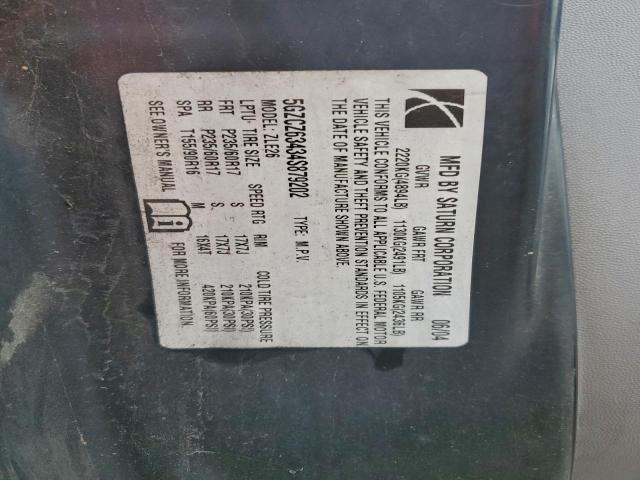 MFD BY SATURN CORPORATION 06/04
GVWR GAWR FRT GAWR RR
2220KG(4894LB) 1130KG(2491LB) 1105KG(2436LB)
THIS VEHICLE CONFORMS TO ALL APPLICABLE U.S. FEDERAL MOTOR
VEHICLE SAFETY AND THEFT PREVENTION STANDARDS IN EFFECT ON
THE DATE OF MANUFACTURE SHOWN ABOVE.
5GZCZ63434S879202 TYPE: M.P.V.
MODEL: ZLE26
LPTU- TIRE SIZE SPEED RTG RIM COLD TIRE PRESSURE
FRT P235/60R17 S 17X7J 210KPA(30PSI)
RR P235/60R17 S 17X7J 210KPA(30PSI)
SPA T155/90R16 M 16X4T 420KPA(60PSI)
SEE OWNER'S MANUAL FOR MORE INFORMATION.